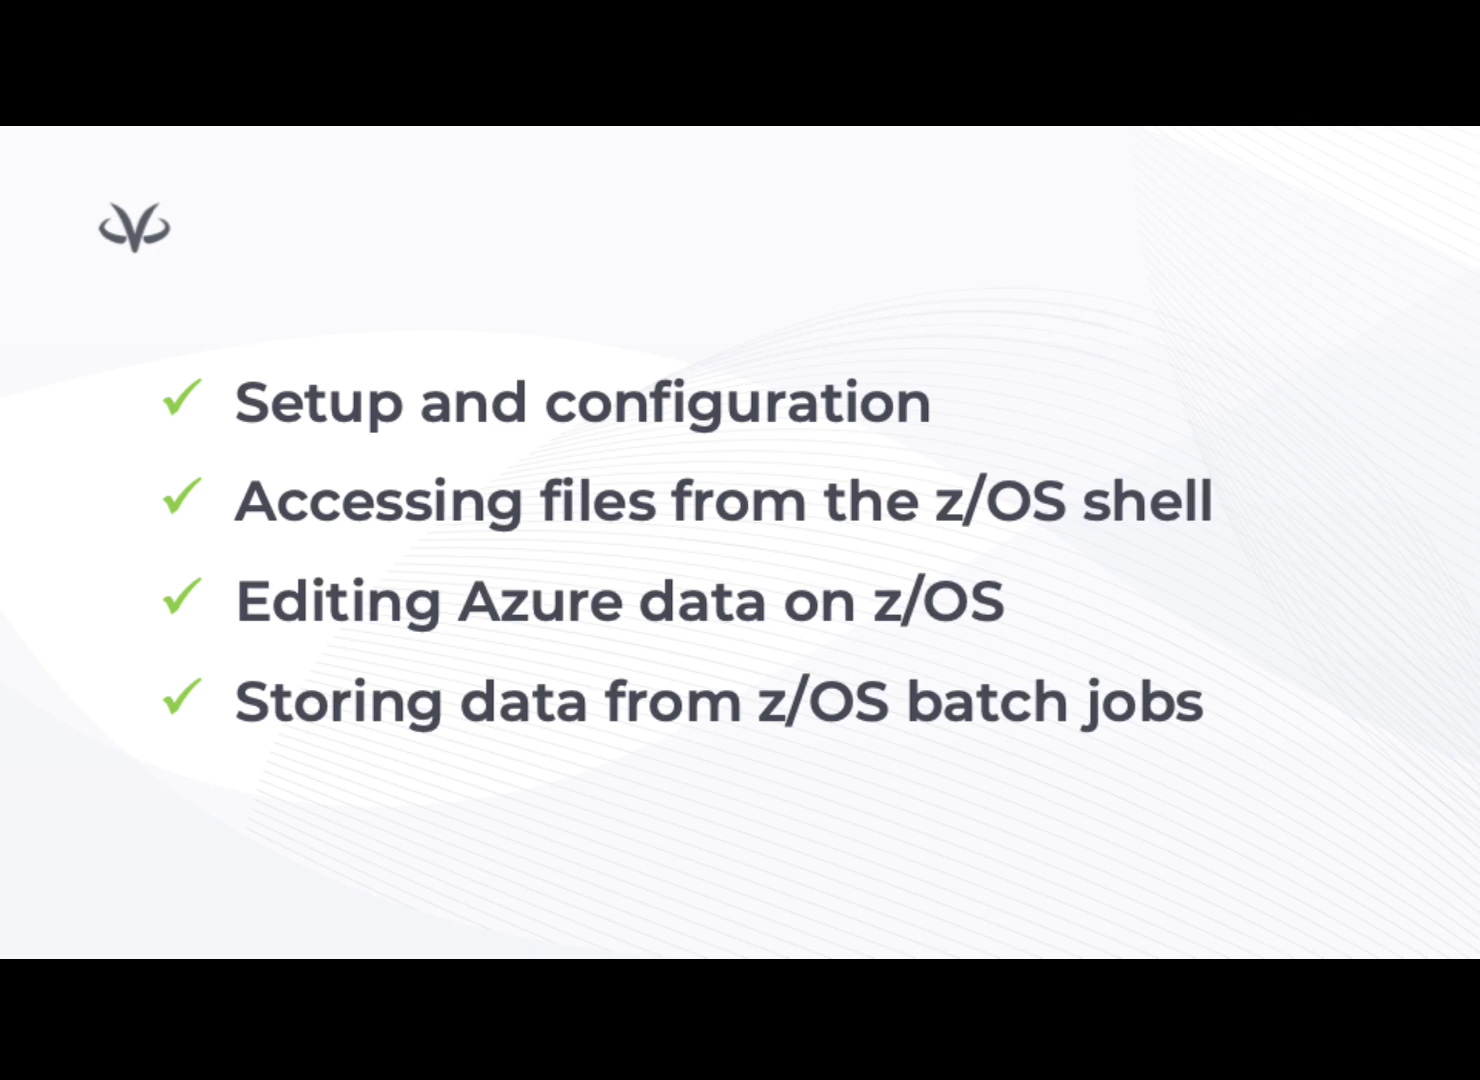 Setup and configuration
Accessing files from the z/OS shell
Editing Azure data on z/OS
Storing data from z/OS batch jobs